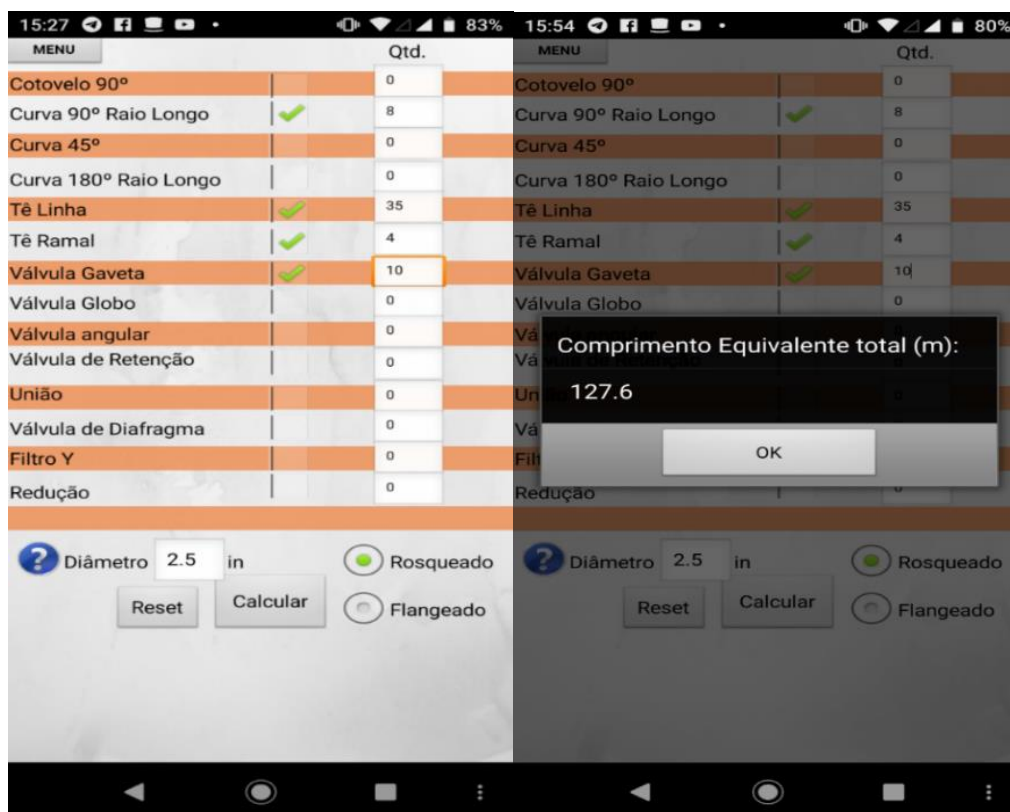 15:27 83%
MENU Qtd.
Cotovelo 90º 0
Curva 90º Raio Longo 8
Curva 45º 0
Curva 180º Raio Longo 0
Tê Linha 35
Tê Ramal 4
Válvula Gaveta 10
Válvula Globo 0
Válvula angular 0
Válvula de Retenção 0
União 0
Válvula de Diafragma 0
Filtro Y 0
Redução 0
? Diâmetro 2.5 in Rosqueado
Reset Calcular Flangeado
15:54 80%
MENU Qtd.
Cotovelo 90º 0
Curva 90º Raio Longo 8
Curva 45º 0
Curva 180º Raio Longo 0
Tê Linha 35
Tê Ramal 4
Válvula Gaveta 10
Válvula Globo 0
Comprimento Equivalente total (m):
127.6
OK
Redução
? Diâmetro 2.5 in Rosqueado
Reset Calcular Flangeado